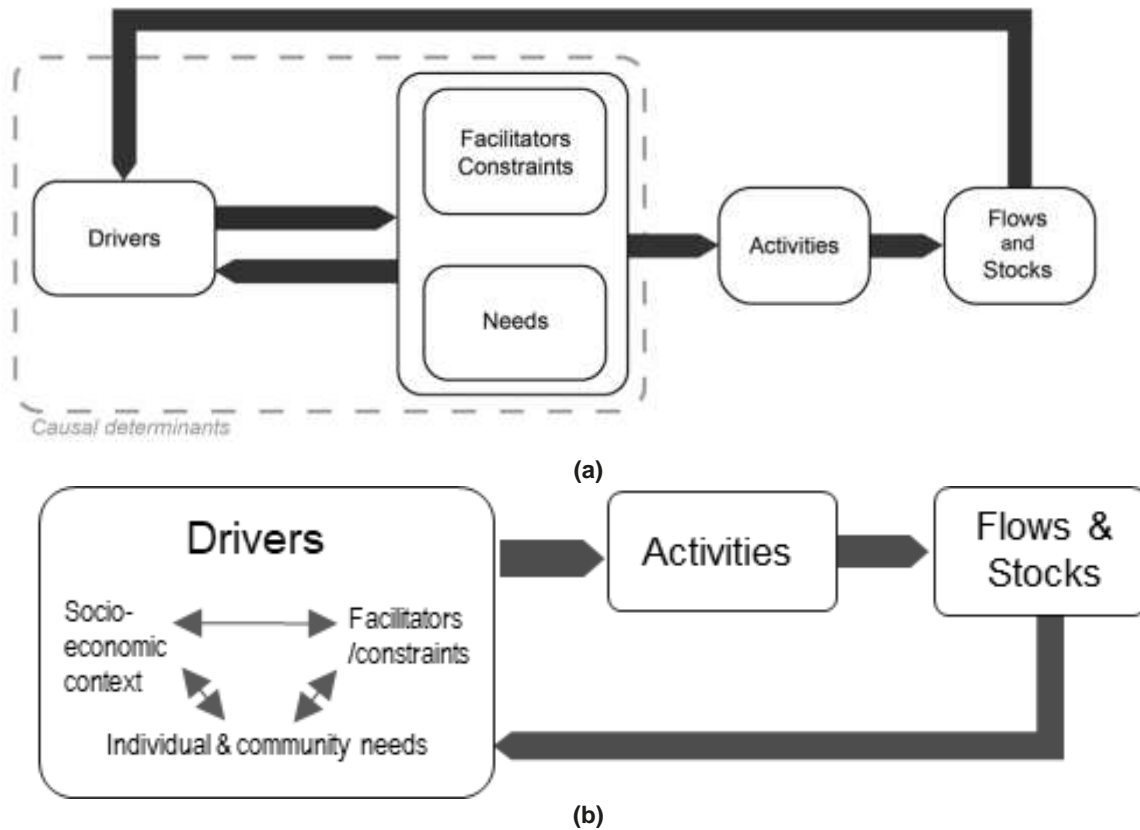 Facilitators
Constraints
Drivers
Needs
Activities
Flows
and
Stocks
Causal determinants
(a)
Drivers
Socio-
economic
context
Facilitators
/constraints
Individual & community needs
Activities
Flows &
Stocks
(b)